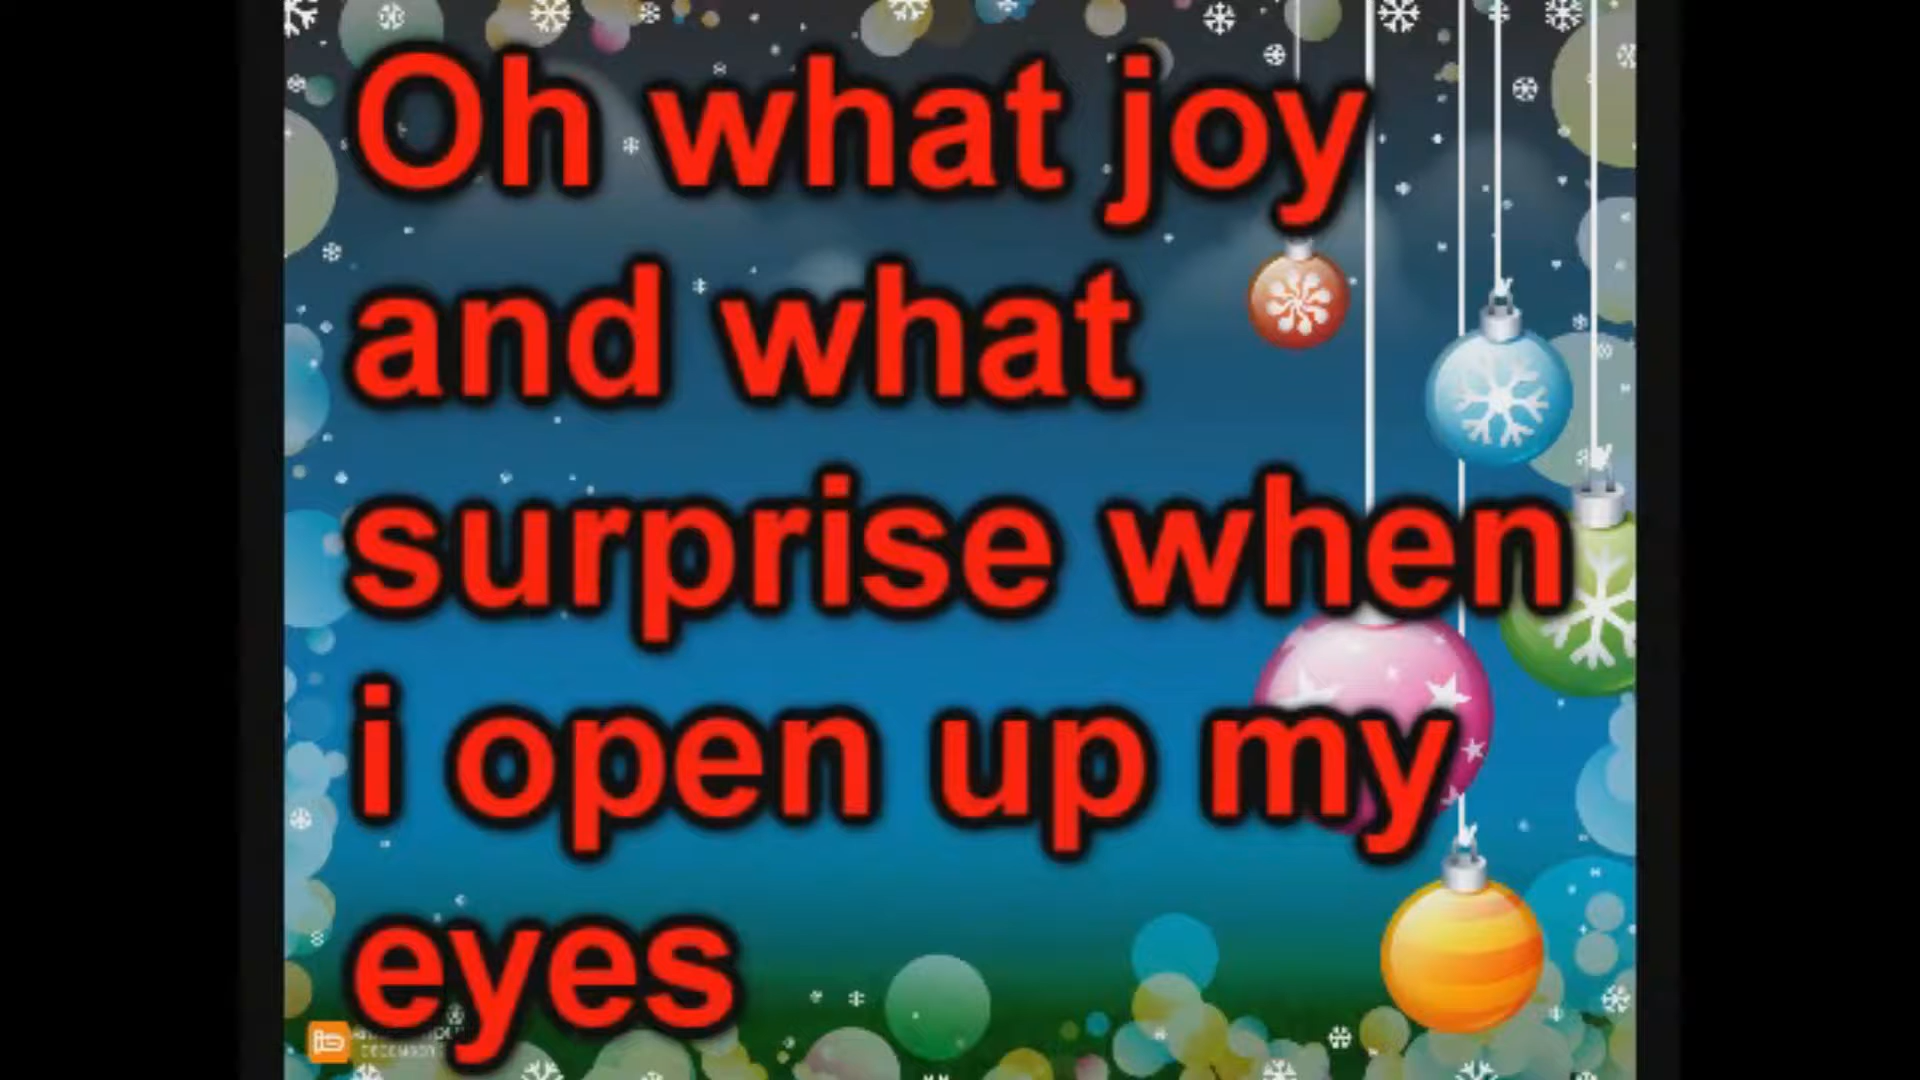 Oh what joy
and what
surprise when
i open up my
eyes